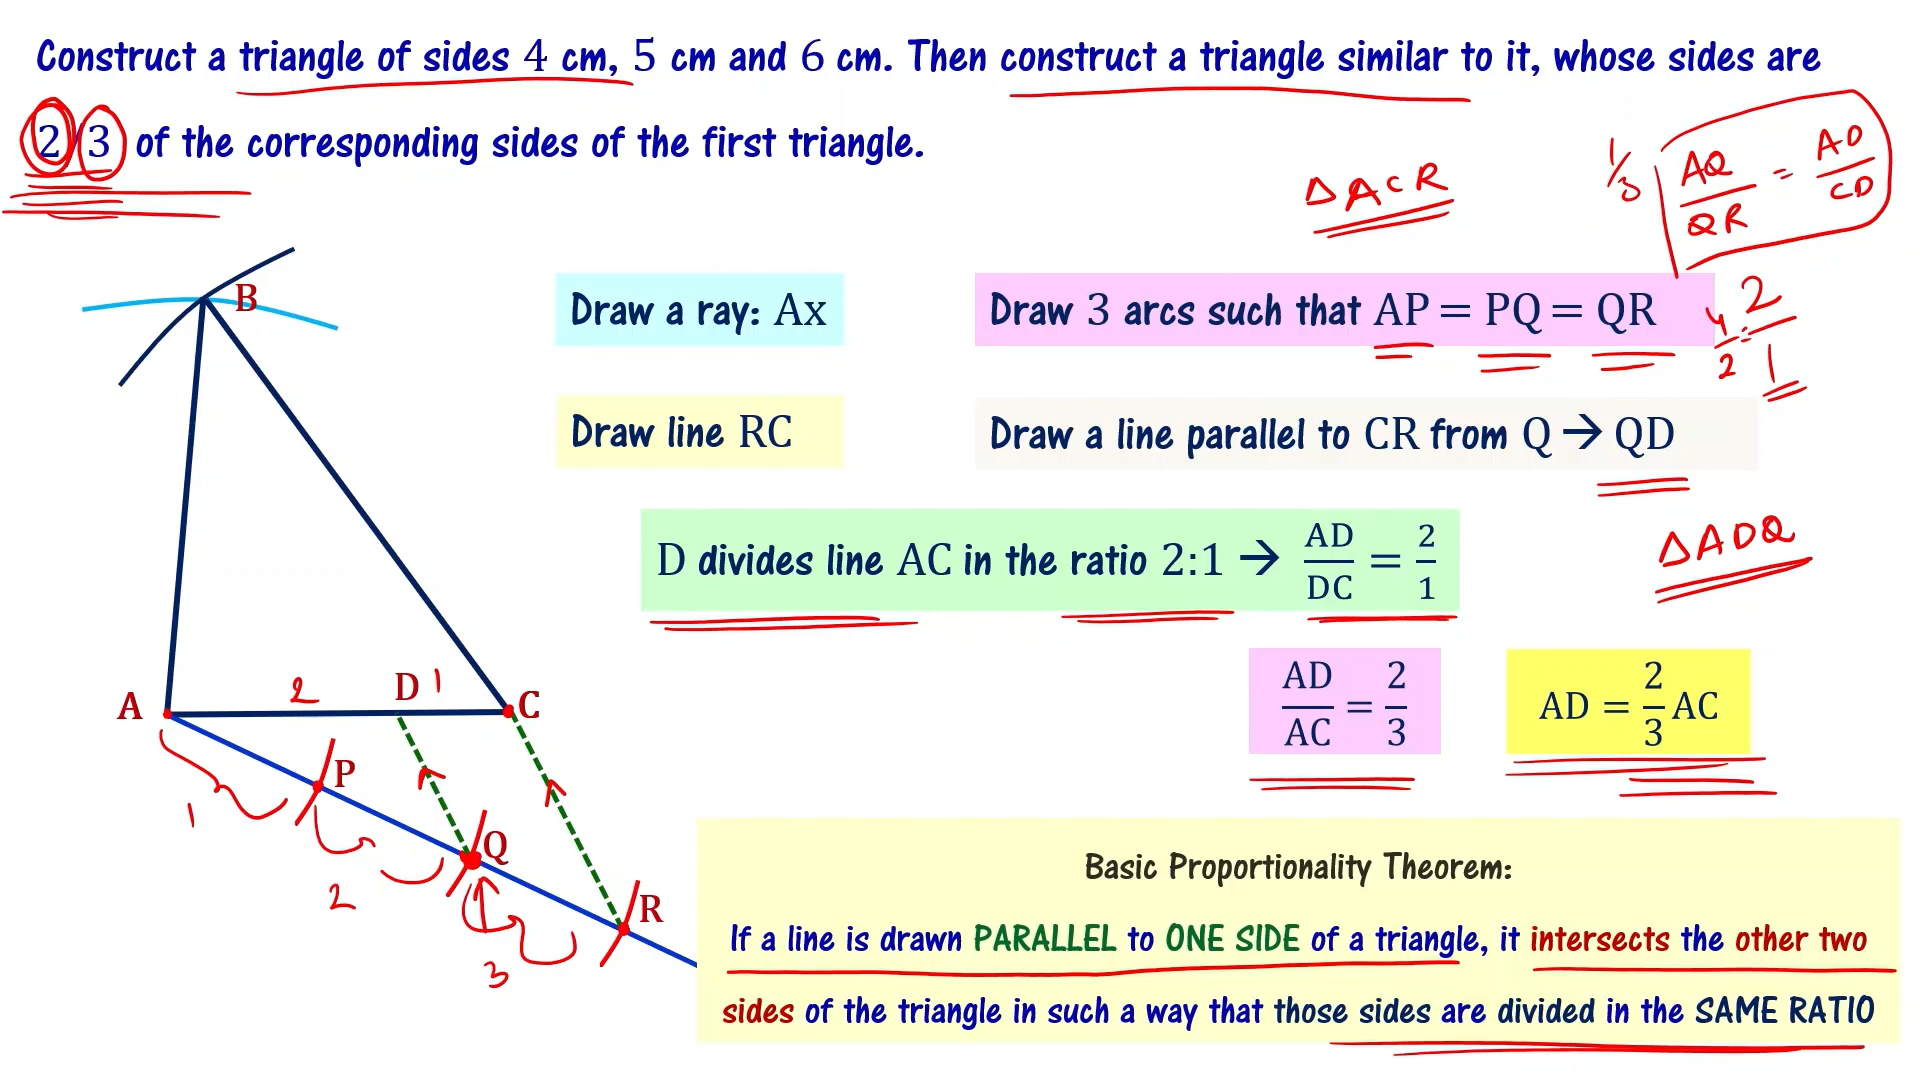 Construct a triangle of sides 4 cm, 5 cm and 6 cm. Then construct a triangle similar to it, whose sides are
2/3 of the corresponding sides of the first triangle.
1/3
AQ/QR = AD/CD
△ACR
B
Draw a ray: Ax
Draw 3 arcs such that AP = PQ = QR
4/2 = 2/1
Draw line RC
Draw a line parallel to CR from Q → QD
D divides line AC in the ratio 2:1 → AD/DC = 2/1
△ADQ
AD/AC = 2/3
AD = 2/3 AC
A
2
D
1
C
P
1
Q
2
R
3
Basic Proportionality Theorem:
If a line is drawn PARALLEL to ONE SIDE of a triangle, it intersects the other two
sides of the triangle in such a way that those sides are divided in the SAME RATIO